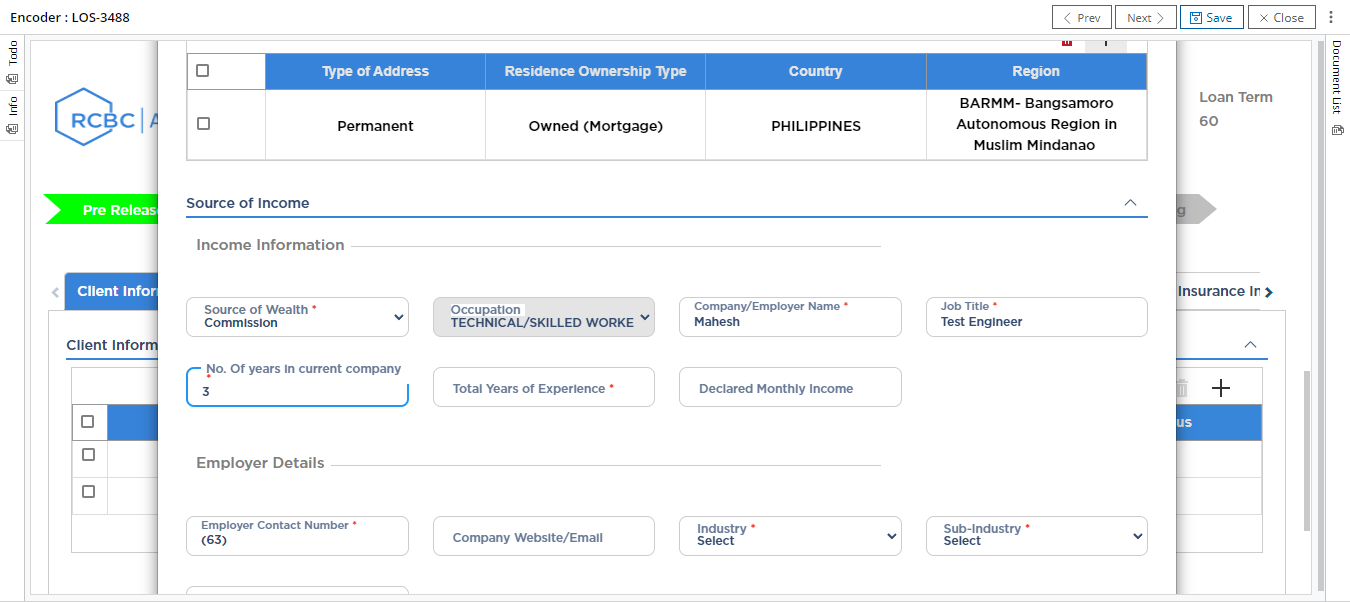 Encoder : LOS-3488
Prev
Next
Save
Close
Todo
Info
Document List
RCBC
Loan Term
60
Type of Address
Residence Ownership Type
Country
Region
Permanent
Owned (Mortgage)
PHILIPPINES
BARMM- Bangsamoro
Autonomous Region in
Muslim Mindanao
Pre Release
Source of Income
Income Information
Client Infor
Insurance In
Source of Wealth *
Commission
Occupation
TECHNICAL/SKILLED WORKE
Company/Employer Name *
Mahesh
Job Title *
Test Engineer
Client Inform
No. Of years in current company
*
3
Total Years of Experience *
Declared Monthly Income
us
Employer Details
Employer Contact Number *
(63)
Company Website/Email
Industry *
Select
Sub-Industry *
Select